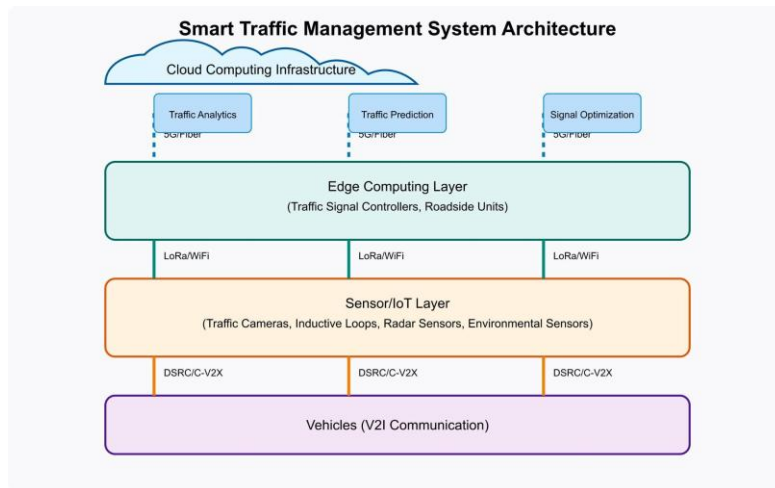 Smart Traffic Management System Architecture
Cloud Computing Infrastructure
Traffic Analytics
Traffic Prediction
Signal Optimization
5G/Fiber
5G/Fiber
5G/Fiber
Edge Computing Layer
(Traffic Signal Controllers, Roadside Units)
LoRa/WiFi
LoRa/WiFi
LoRa/WiFi
Sensor/IoT Layer
(Traffic Cameras, Inductive Loops, Radar Sensors, Environmental Sensors)
DSRC/C-V2X
DSRC/C-V2X
DSRC/C-V2X
Vehicles (V2I Communication)